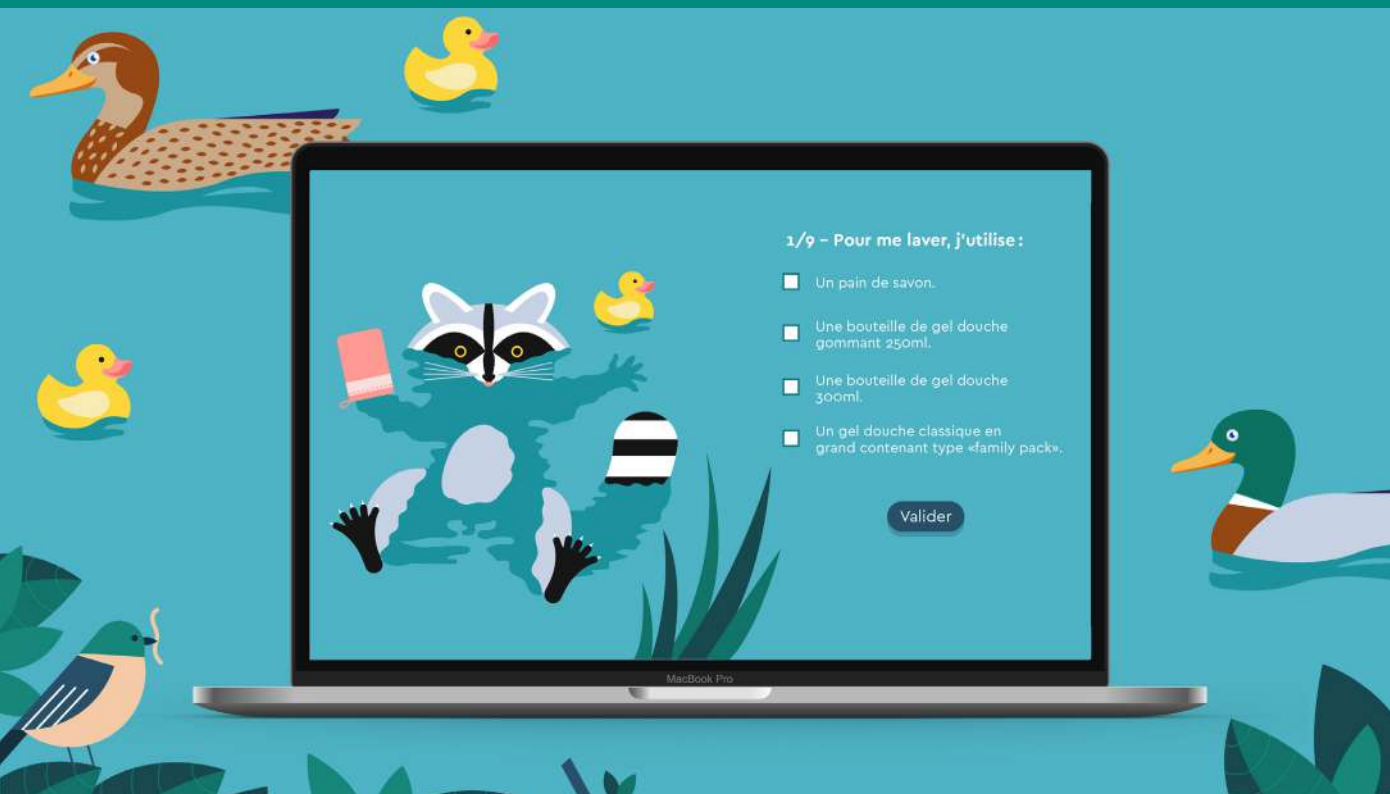 1/9 – Pour me laver, j'utilise :
Un pain de savon.
Une bouteille de gel douche
gommant 250ml.
Une bouteille de gel douche
300ml.
Un gel douche classique en
grand contenant type «family pack».
Valider
MacBook Pro